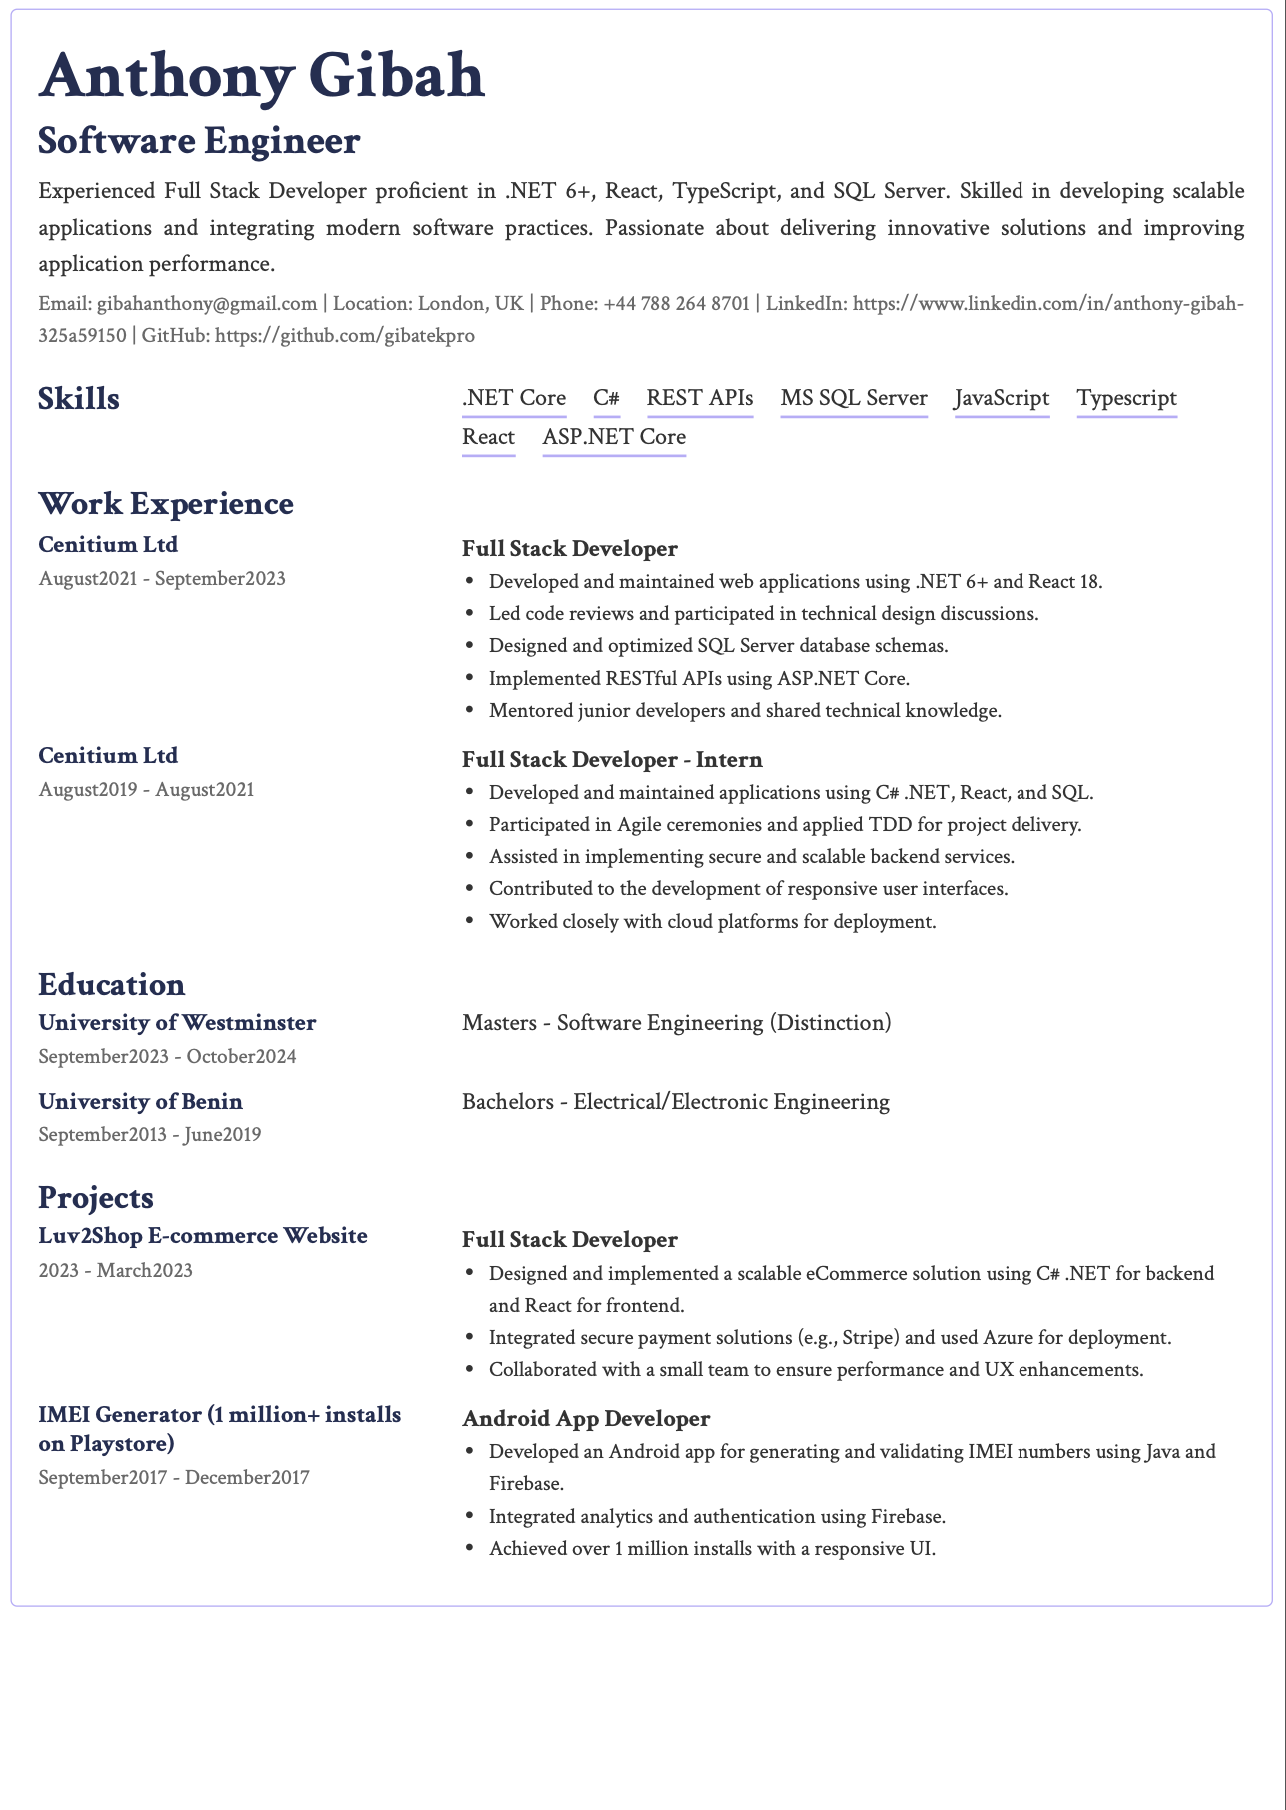 Anthony Gibah
Software Engineer
Experienced Full Stack Developer proficient in .NET 6+, React, TypeScript, and SQL Server. Skilled in developing scalable
applications and integrating modern software practices. Passionate about delivering innovative solutions and improving
application performance.
Email: gibahanthony@gmail.com | Location: London, UK | Phone: +44 788 264 8701 | LinkedIn: https://www.linkedin.com/in/anthony-gibah-
325a59150 | GitHub: https://github.com/gibatekpro
Skills
.NET Core C# REST APIs MS SQL Server JavaScript Typescript
React ASP.NET Core
Work Experience
Cenitium Ltd
August2021 - September2023
Full Stack Developer
• Developed and maintained web applications using .NET 6+ and React 18.
• Led code reviews and participated in technical design discussions.
• Designed and optimized SQL Server database schemas.
• Implemented RESTful APIs using ASP.NET Core.
• Mentored junior developers and shared technical knowledge.
Cenitium Ltd
August2019 - August2021
Full Stack Developer - Intern
• Developed and maintained applications using C# .NET, React, and SQL.
• Participated in Agile ceremonies and applied TDD for project delivery.
• Assisted in implementing secure and scalable backend services.
• Contributed to the development of responsive user interfaces.
• Worked closely with cloud platforms for deployment.
Education
University of Westminster
September2023 - October2024
Masters - Software Engineering (Distinction)
University of Benin
September2013 - June2019
Bachelors - Electrical/Electronic Engineering
Projects
Luv2Shop E-commerce Website
2023 - March2023
Full Stack Developer
• Designed and implemented a scalable eCommerce solution using C# .NET for backend
and React for frontend.
• Integrated secure payment solutions (e.g., Stripe) and used Azure for deployment.
• Collaborated with a small team to ensure performance and UX enhancements.
IMEI Generator (1 million+ installs
on Playstore)
September2017 - December2017
Android App Developer
• Developed an Android app for generating and validating IMEI numbers using Java and
Firebase.
• Integrated analytics and authentication using Firebase.
• Achieved over 1 million installs with a responsive UI.